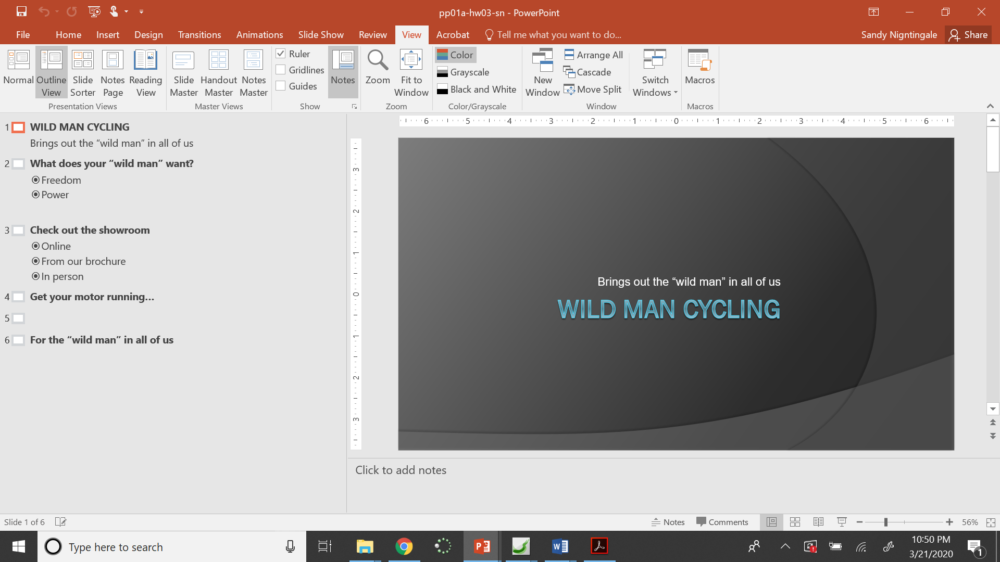 pp01a-hw03-sn - PowerPoint
File Home Insert Design Transitions Animations Slide Show Review View Acrobat Tell me what you want to do... Sandy Nigntingale Share
Normal
Outline View
Slide Sorter
Notes Page
Reading View
Presentation Views
Slide Master
Handout Master
Notes Master
Master Views
Ruler
Gridlines
Guides
Show
Notes
Zoom
Fit to Window
Zoom
Color
Grayscale
Black and White
Color/Grayscale
New Window
Arrange All
Cascade
Move Split
Switch Windows
Window
Macros
Macros
1 WILD MAN CYCLING
Brings out the “wild man” in all of us
2 What does your “wild man” want?
Freedom
Power
3 Check out the showroom
Online
From our brochure
In person
4 Get your motor running...
5
6 For the “wild man” in all of us
6 5 4 3 2 1 0 1 2 3 4 5 6
3 2 1 0 1 2 3
Brings out the “wild man” in all of us
WILD MAN CYCLING
Click to add notes
Slide 1 of 6 Notes Comments 56%
Type here to search
10:50 PM
3/21/2020
1